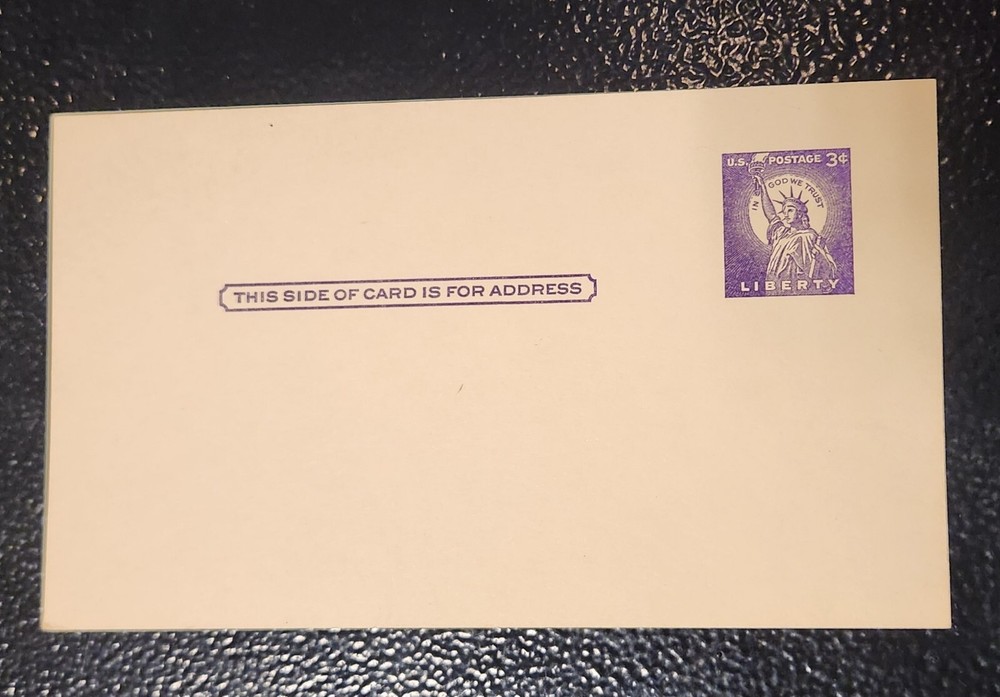 U.S. POSTAGE 3¢
IN GOD WE TRUST
THIS SIDE OF CARD IS FOR ADDRESS
LIBERTY